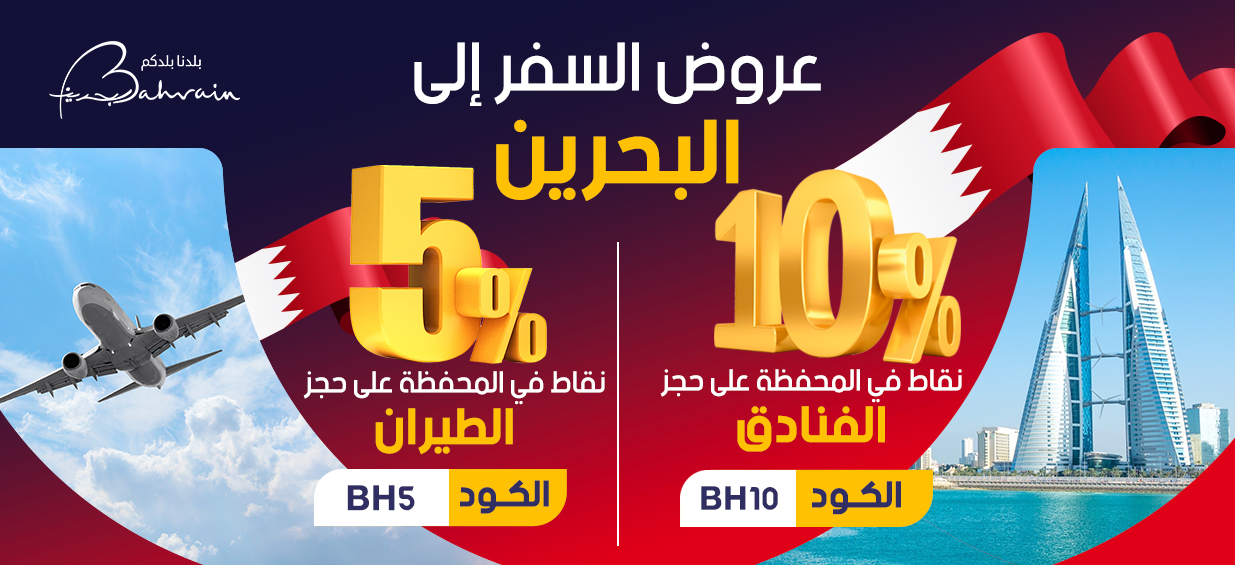 بلدنا بلدكم
Bahrain
البحرين
عروض السفر إلى
البحرين
10%
نقاط في المحفظة على حجز
الفنادق
الكود BH10
5%
نقاط في المحفظة على حجز
الطيران
الكود BH5